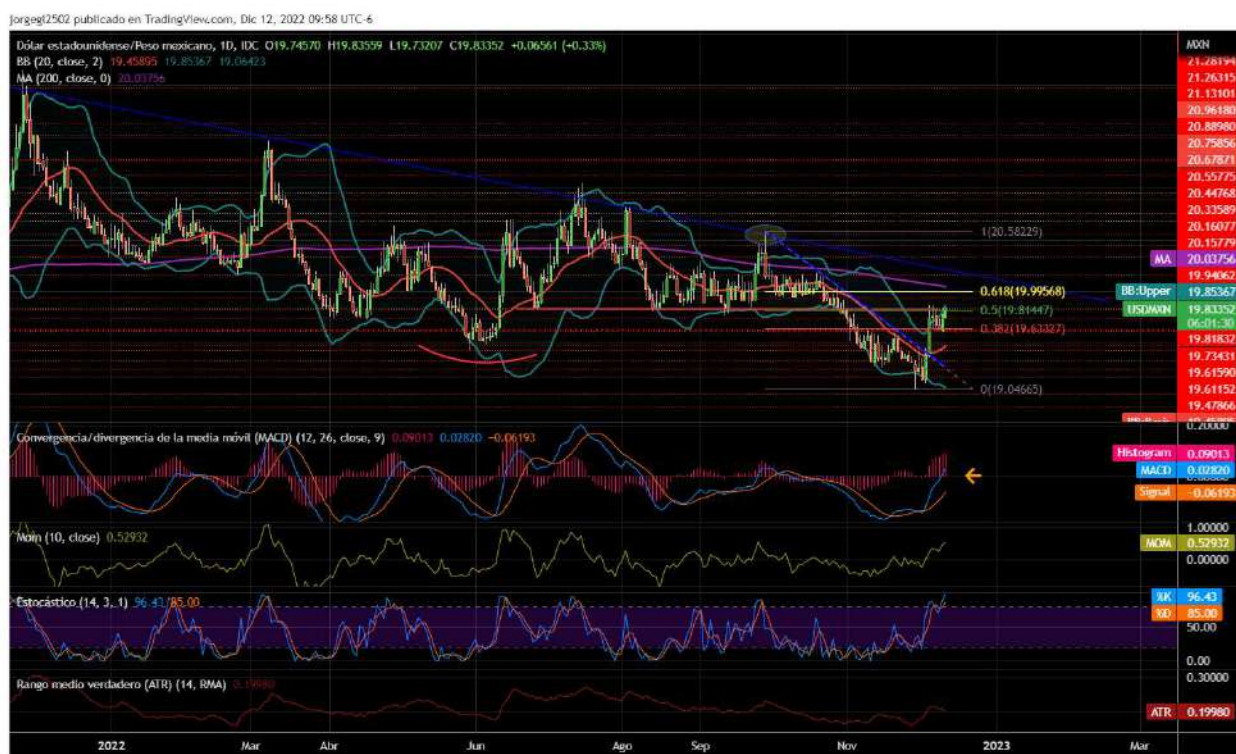 jorgegl2502 publicado en TradingView.com, Dic 12, 2022 09:58 UTC-6
Dólar estadounidense/Peso mexicano, 1D, IDC O19.74570 H19.83559 L19.73207 C19.83352 +0.06561 (+0.33%)
BB (20, close, 2) 19.45895 19.85367 19.06423
MA (200, close, 0) 20.03756
MXN
21.28194
21.26315
21.13101
20.96180
20.88980
20.75856
20.67871
20.55775
20.44768
20.33589
20.16077
20.15779
MA 20.03756
19.94062
BB:Upper 19.85367
USDMXN 19.83352
06:01:30
19.81832
19.73431
19.61590
19.61152
19.47866
1(20.58229)
0.618(19.99568)
0.5(19.81447)
0.382(19.63327)
0(19.04665)
Convergencia/divergencia de la media móvil (MACD) (12, 26, close, 9) 0.09013 0.02820 −0.06193
0.20000
Histogram 0.09013
MACD 0.02820
Signal −0.06193
Mom (10, close) 0.52932
1.00000
MOM 0.52932
0.00000
Estocástico (14, 3, 1) 96.43 85.00
%K 96.43
%D 85.00
50.00
0.00
Rango medio verdadero (ATR) (14, RMA) 0.19980
0.30000
ATR 0.19980
2022 Mar Abr Jun Ago Sep Nov 2023 Mar